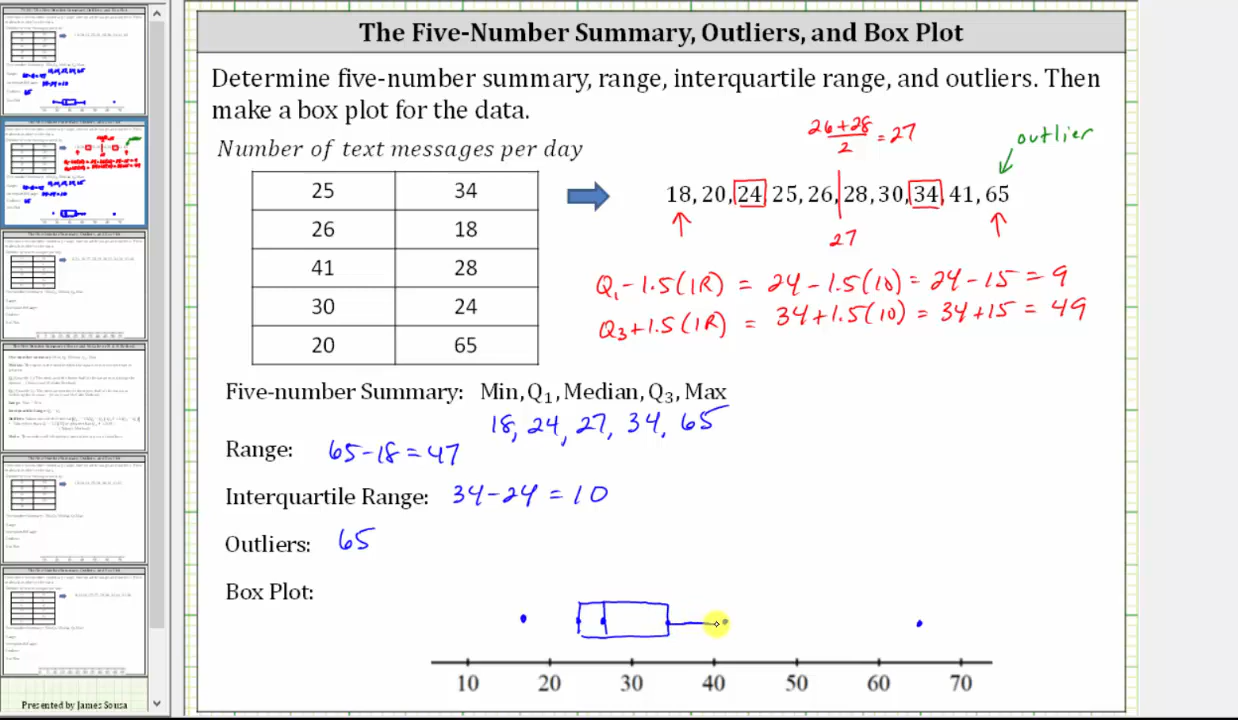 The Five-Number Summary, Outliers, and Box Plot
Determine five-number summary, range, interquartile range, and outliers. Then
make a box plot for the data.
26+28
2
= 27
outlier
Number of text messages per day
25 34
26 18
41 28
30 24
20 65
18, 20, 24, 25, 26, 28, 30, 34, 41, 65
27
Q₁ - 1.5(IR) = 24 - 1.5(10) = 24 - 15 = 9
Q₃ + 1.5(IR) = 34 + 1.5(10) = 34 + 15 = 49
Five-number Summary: Min, Q₁, Median, Q₃, Max
18, 24, 27, 34, 65
Range: 65 - 18 = 47
Interquartile Range: 34 - 24 = 10
Outliers: 65
Box Plot:
10 20 30 40 50 60 70
Presented by James Sousa